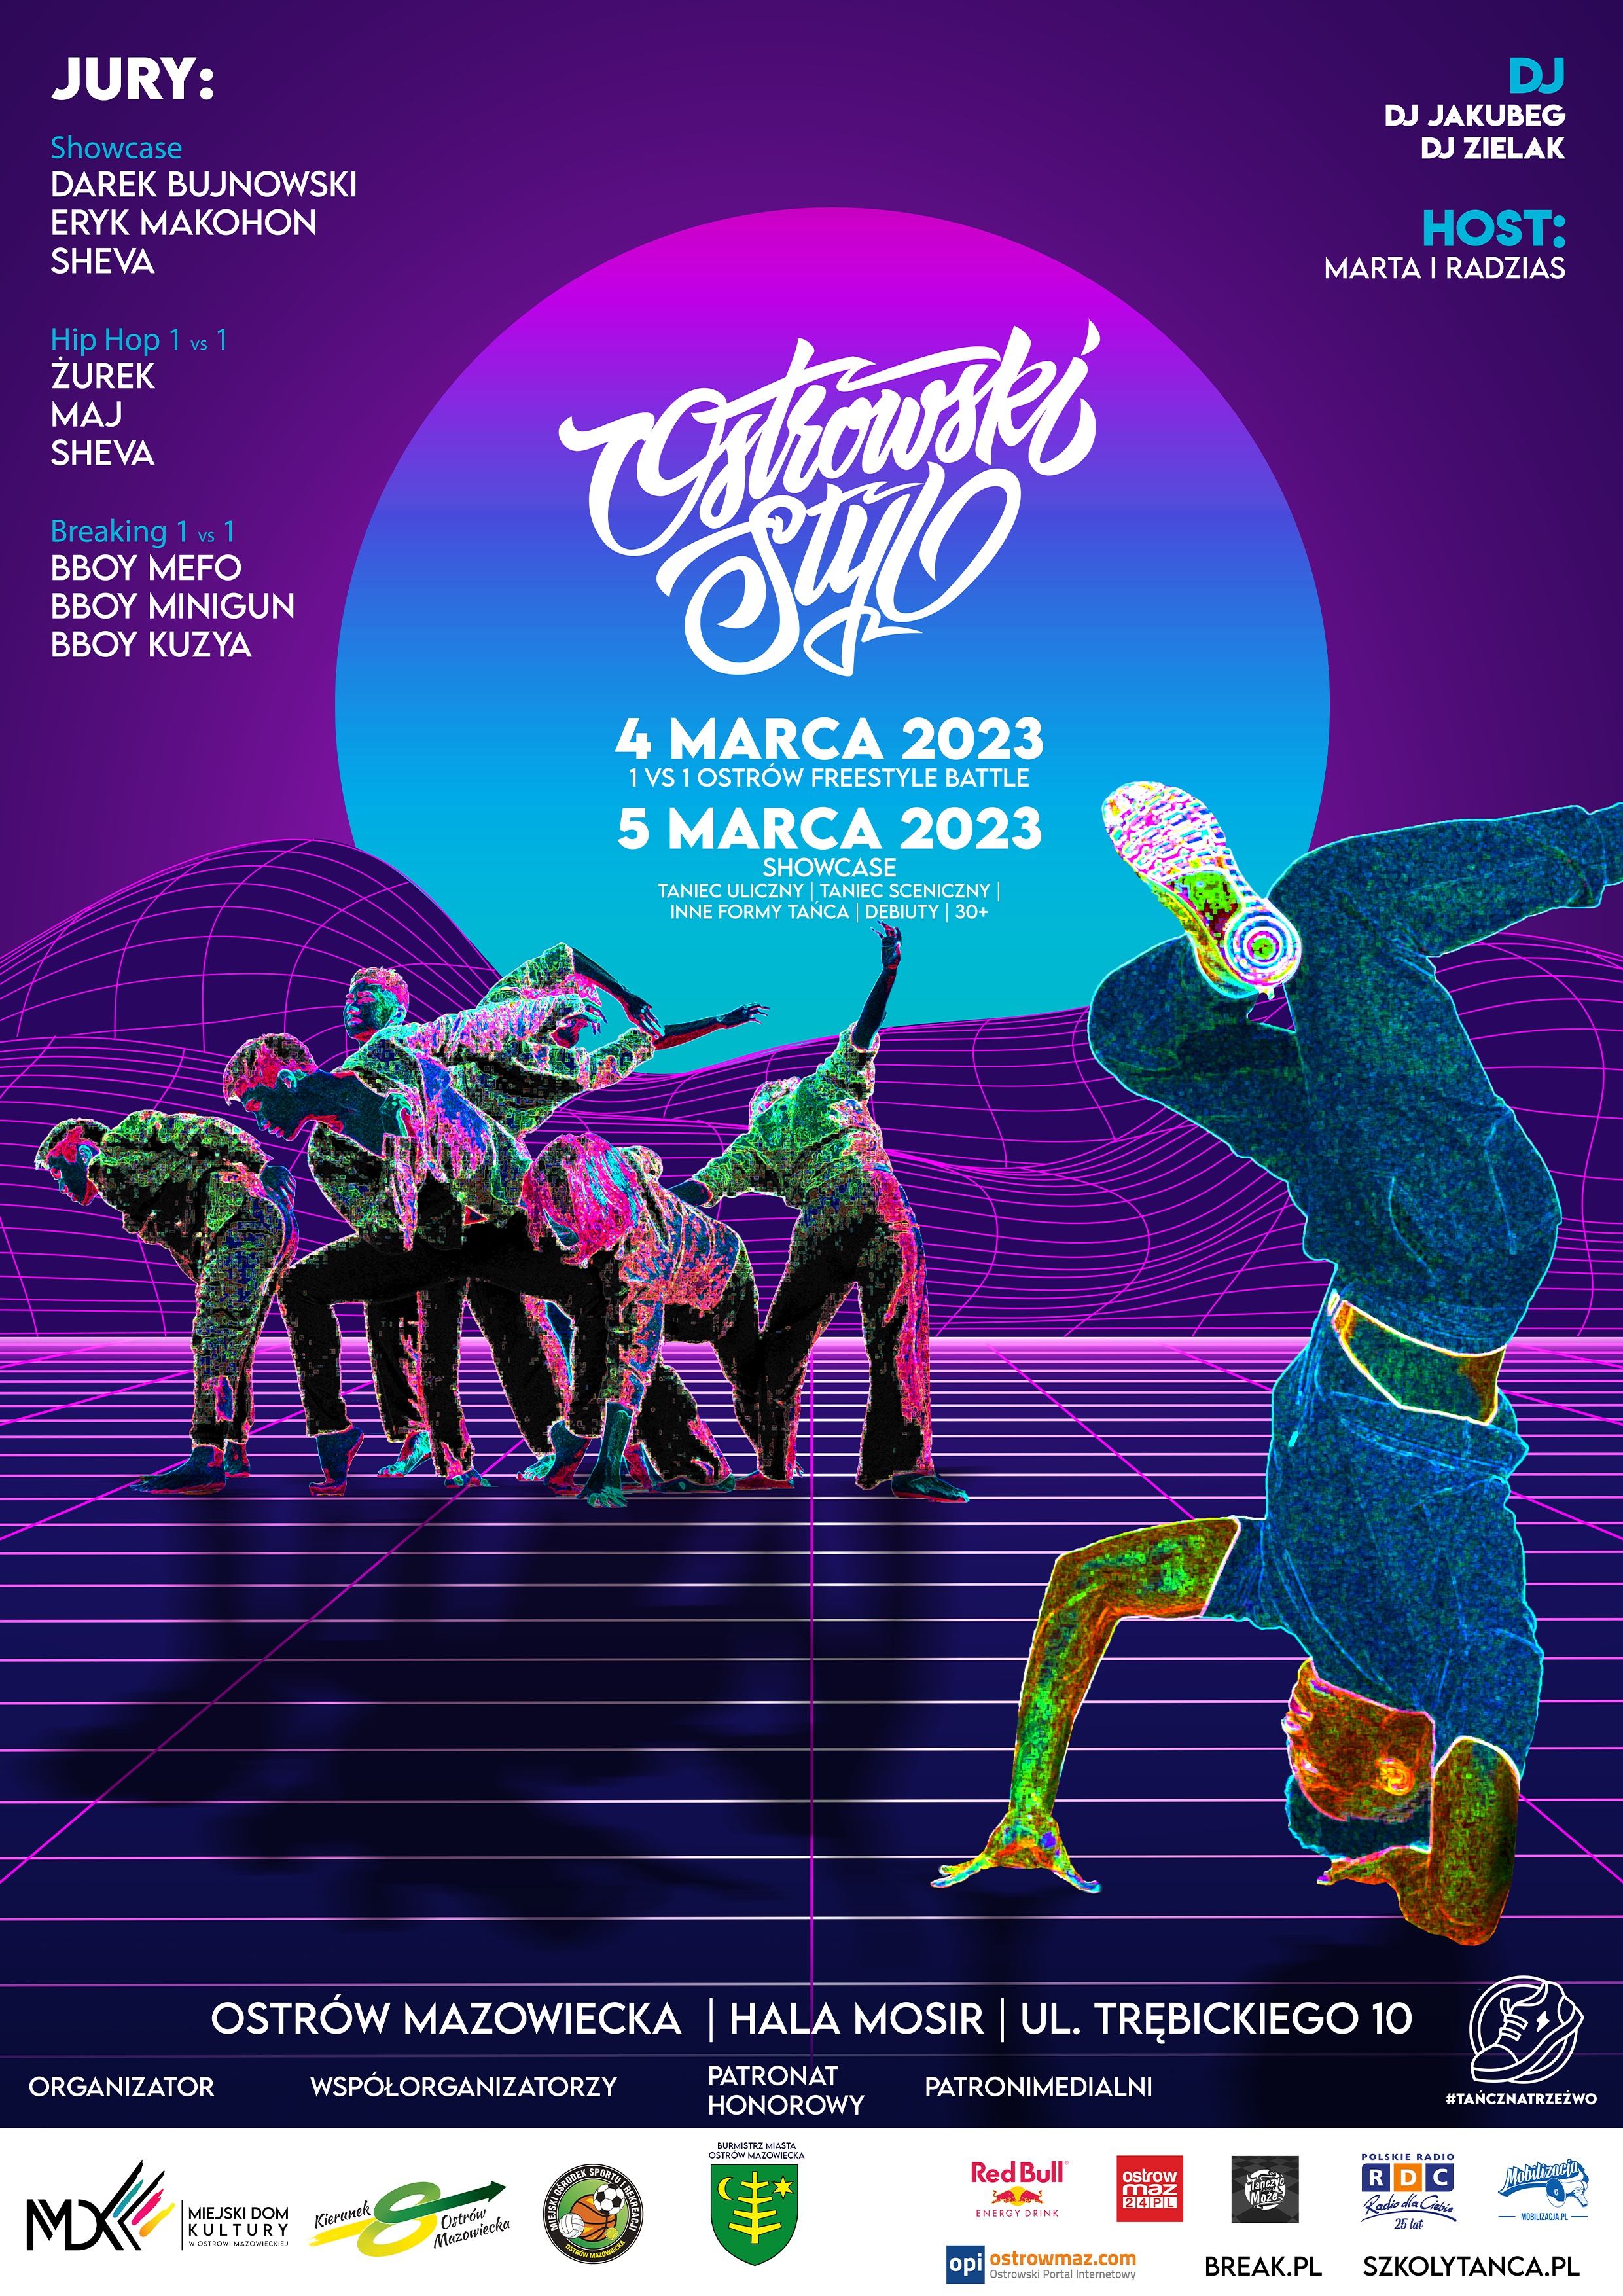 JURY:
Showcase
DAREK BUJNOWSKI
ERYK MAKOHON
SHEVA
Hip Hop 1 vs 1
ŻUREK
MAJ
SHEVA
Breaking 1 vs 1
BBOY MEFO
BBOY MINIGUN
BBOY KUZYA
DJ
DJ JAKUBEG
DJ ZIELAK
HOST:
MARTA I RADZIAS
Ostrowski
Styl
4 MARCA 2023
1 VS 1 OSTRÓW FREESTYLE BATTLE
5 MARCA 2023
SHOWCASE
TANIEC ULICZNY | TANIEC SCENICZNY |
INNE FORMY TAŃCA | DEBIUTY | 30+
OSTRÓW MAZOWIECKA | HALA MOSIR | UL. TRĘBICKIEGO 10
#TAŃCZNATRZEŹWO
ORGANIZATOR
WSPÓŁORGANIZATORZY
PATRONAT
HONOROWY
PATRONIMEDIALNI
MDK
MIEJSKI DOM
KULTURY
W OSTROWI MAZOWIECKIEJ
Kierunek 8
Ostrów
Mazowiecka
MIEJSKI OŚRODEK SPORTU I REKREACJI
OSTRÓW MAZOWIECKA
BURMISTRZ MIASTA
OSTRÓW MAZOWIECKA
Red Bull
ENERGY DRINK
ostrow
maz
24PL
Tańczyć
Może
POLSKIE RADIO
RDC
Radio dla Ciebie
25 lat
Mobilizacja
MOBILIZACJA.PL
opi ostrowmaz.com
Ostrowski Portal Internetowy
BREAK.PL
SZKOLYTANCA.PL